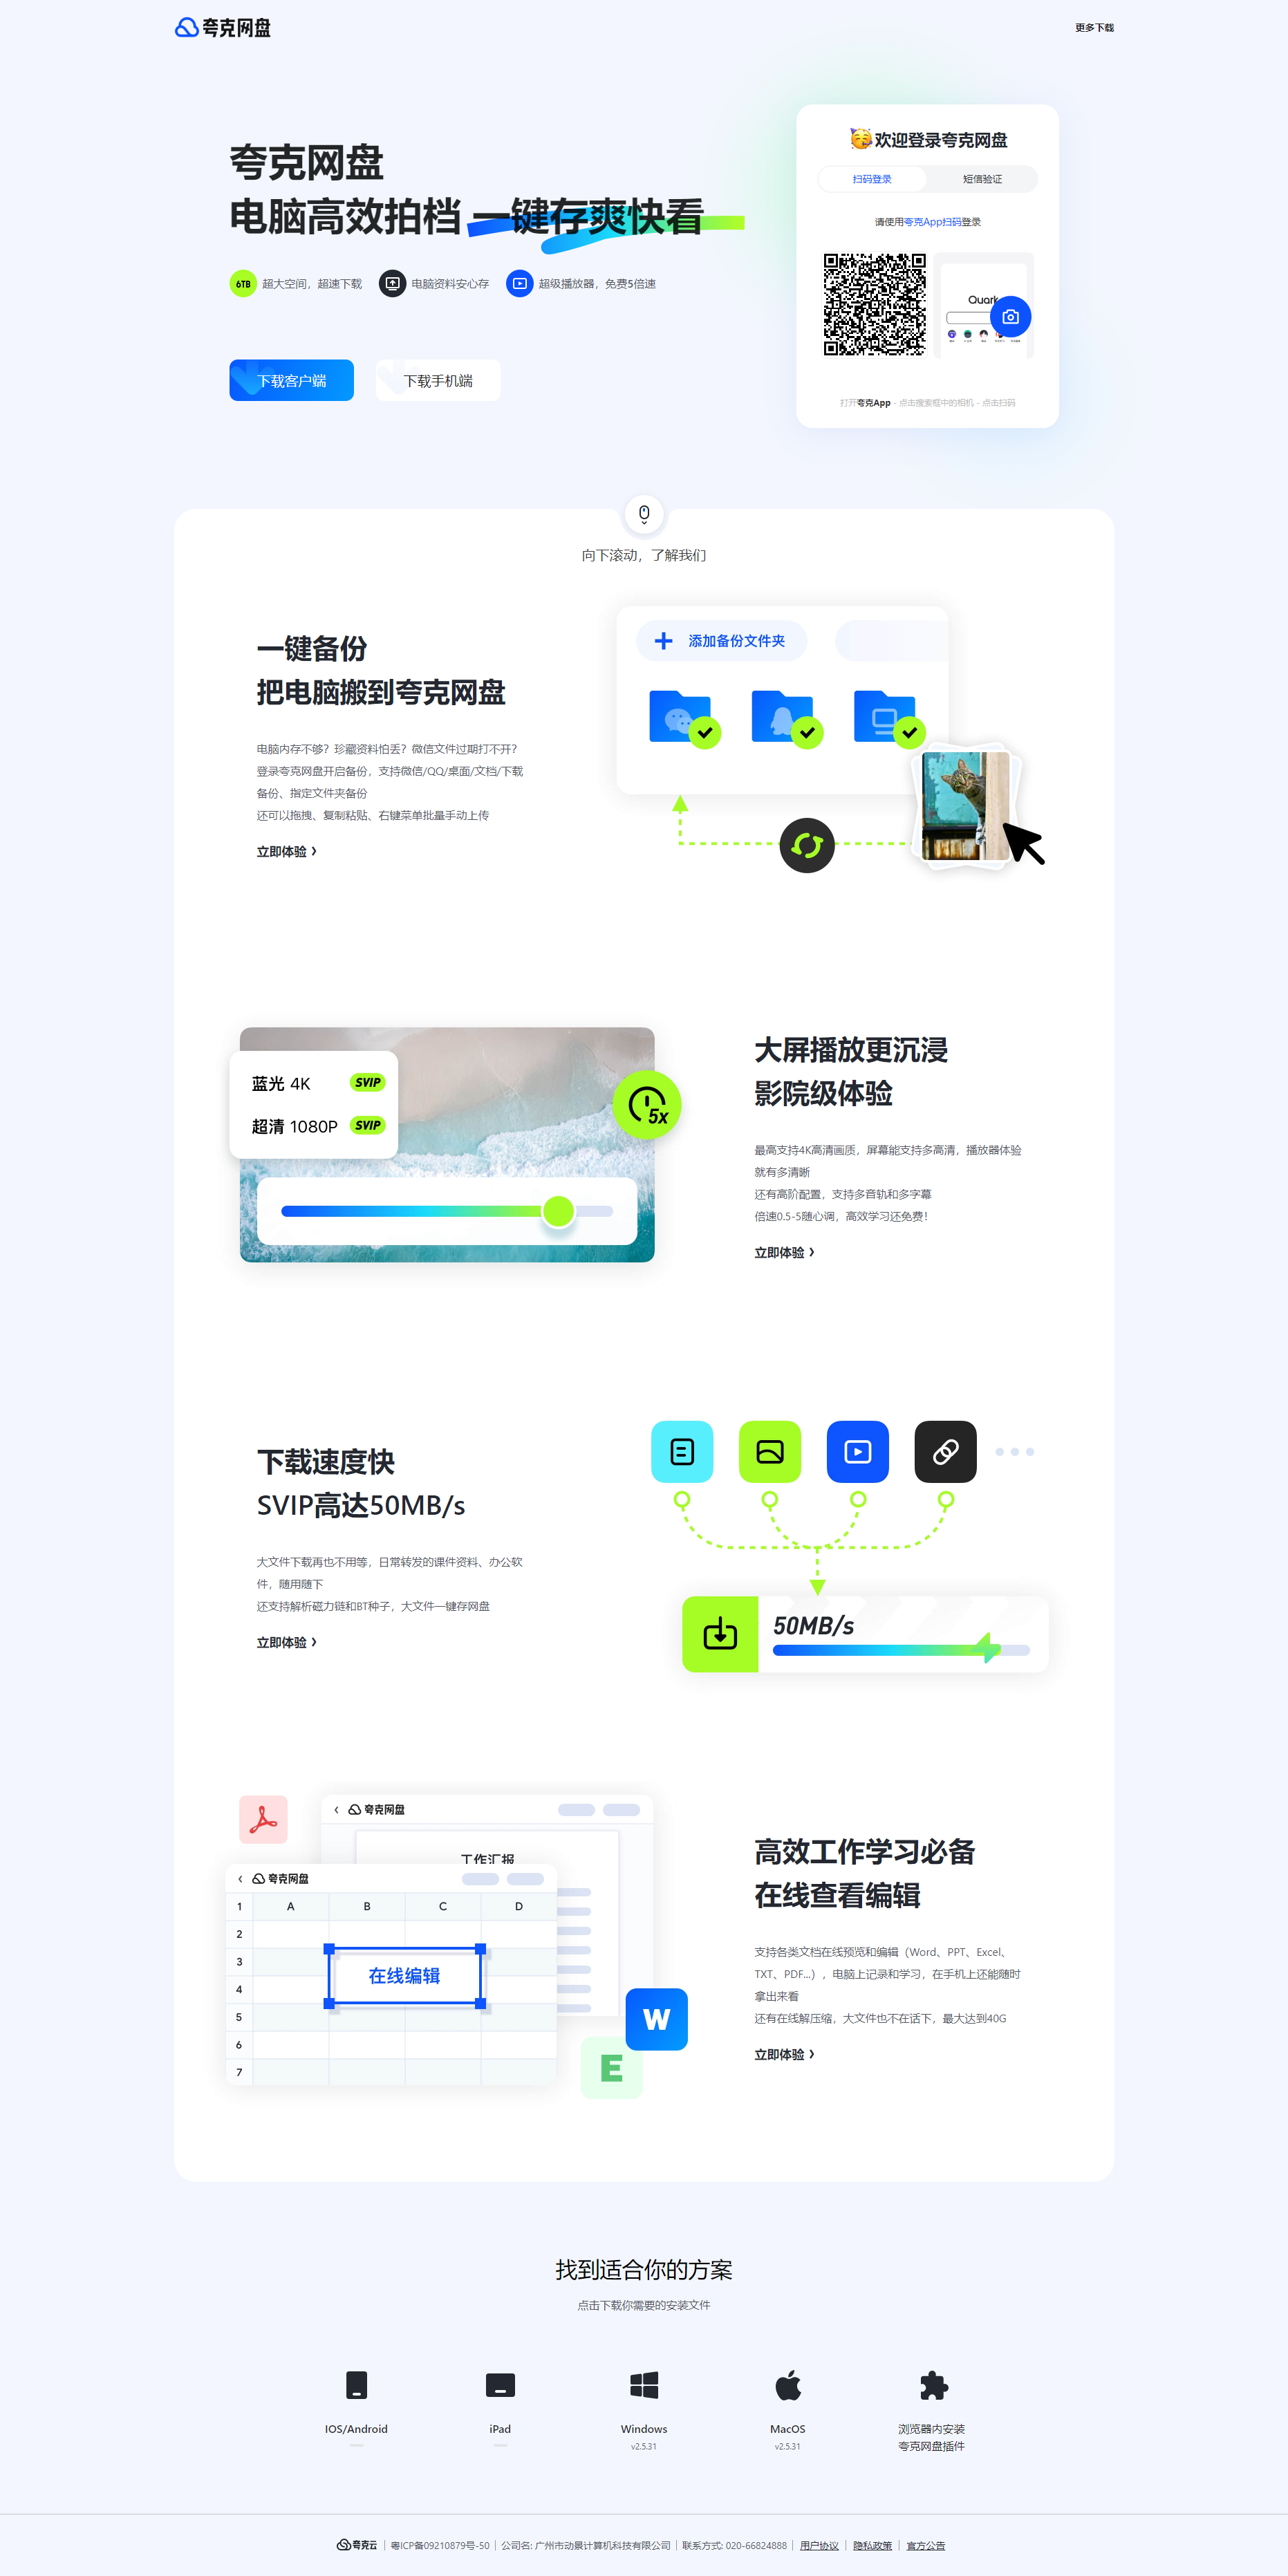 夸克网盘
更多下载
夸克网盘
电脑高效拍档 一键存爽快看
6TB 超大空间，超速下载
电脑资料安心存
超级播放器，免费5倍速
下载客户端
下载手机端
欢迎登录夸克网盘
扫码登录
短信验证
请使用夸克App扫码登录
Quark
打开夸克App - 点击搜索框中的相机 - 点击扫码
向下滚动，了解我们
一键备份
把电脑搬到夸克网盘
电脑内存不够？珍藏资料怕丢？微信文件过期打不开？
登录夸克网盘开启备份，支持微信/QQ/桌面/文档/下载
备份、指定文件夹备份
还可以拖拽、复制粘贴、右键菜单批量手动上传
立即体验
添加备份文件夹
蓝光 4K SVIP
超清 1080P SVIP
5x
大屏播放更沉浸
影院级体验
最高支持4K高清画质，屏幕能支持多高清，播放器体验
就有多清晰
还有高阶配置，支持多音轨和多字幕
倍速0.5-5随心调，高效学习还免费！
立即体验
下载速度快
SVIP高达50MB/s
大文件下载再也不用等，日常转发的课件资料、办公软
件，随用随下
还支持解析磁力链和BT种子，大文件一键存网盘
立即体验
50MB/s
夸克网盘
工作汇报
夸克网盘
1 A B C D
2
3
在线编辑
4
5
6
7
W
E
高效工作学习必备
在线查看编辑
支持各类文档在线预览和编辑（Word、PPT、Excel、
TXT、PDF...），电脑上记录和学习，在手机上还能随时
拿出来看
还有在线解压缩，大文件也不在话下，最大达到40G
立即体验
找到适合你的方案
点击下载你需要的安装文件
IOS/Android
iPad
Windows
v2.5.31
MacOS
v2.5.31
浏览器内安装
夸克网盘插件
夸克云 | 粤ICP备09210879号-50 | 公司名: 广州市动景计算机科技有限公司 | 联系方式: 020-66824888 | 用户协议 | 隐私政策 | 官方公告